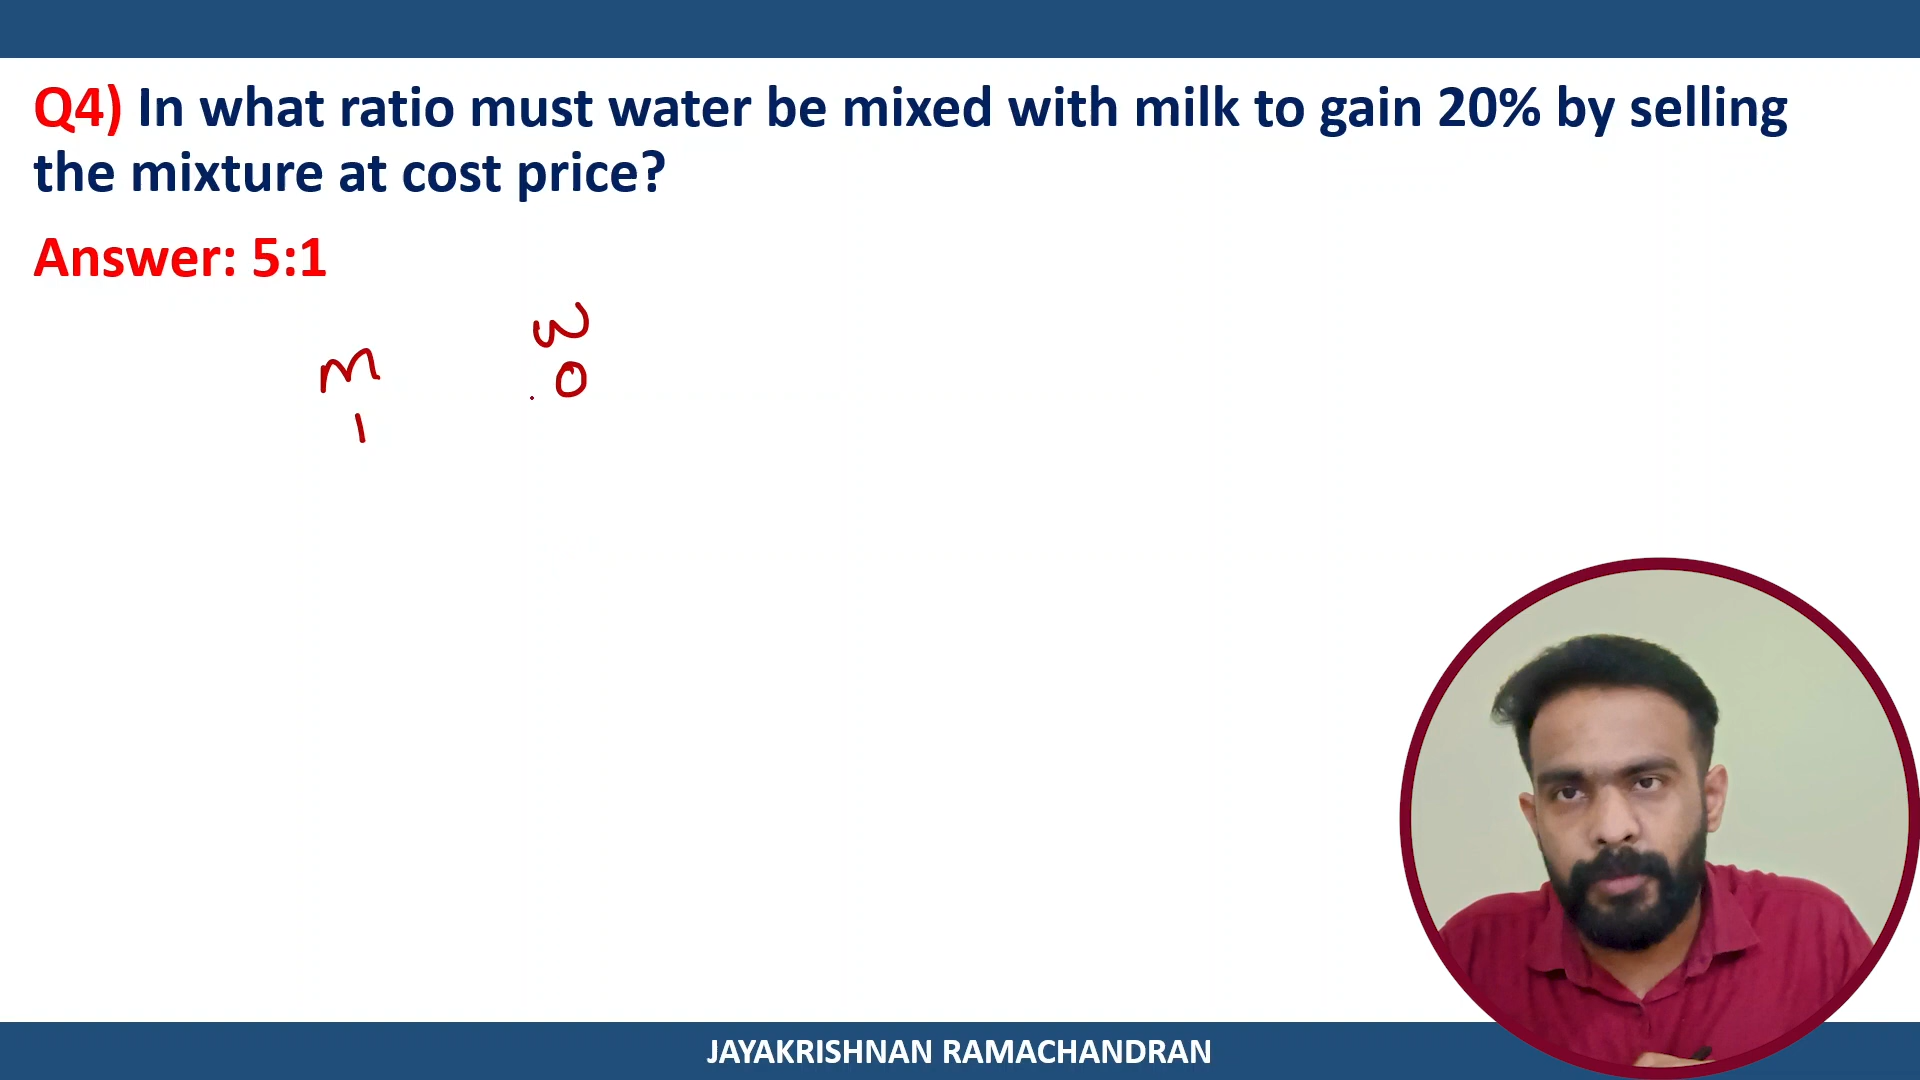 Q4) In what ratio must water be mixed with milk to gain 20% by selling
the mixture at cost price?
Answer: 5:1
M
W
1
0
JAYAKRISHNAN RAMACHANDRAN